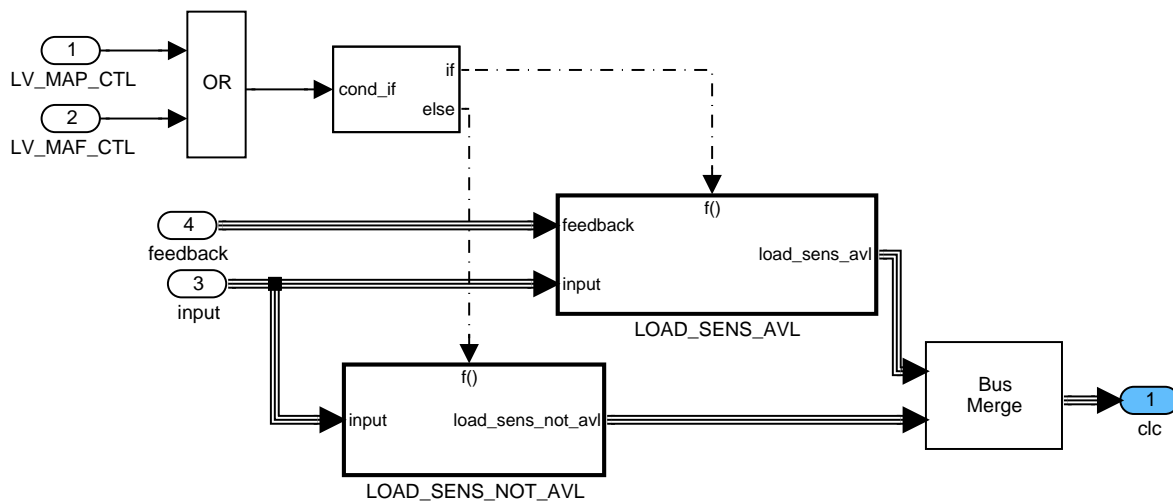 1
LV_MAP_CTL
2
LV_MAF_CTL
OR
cond_if
if
else
4
feedback
3
input
f()
feedback
input
load_sens_avl
LOAD_SENS_AVL
f()
input
load_sens_not_avl
LOAD_SENS_NOT_AVL
Bus
Merge
1
clc